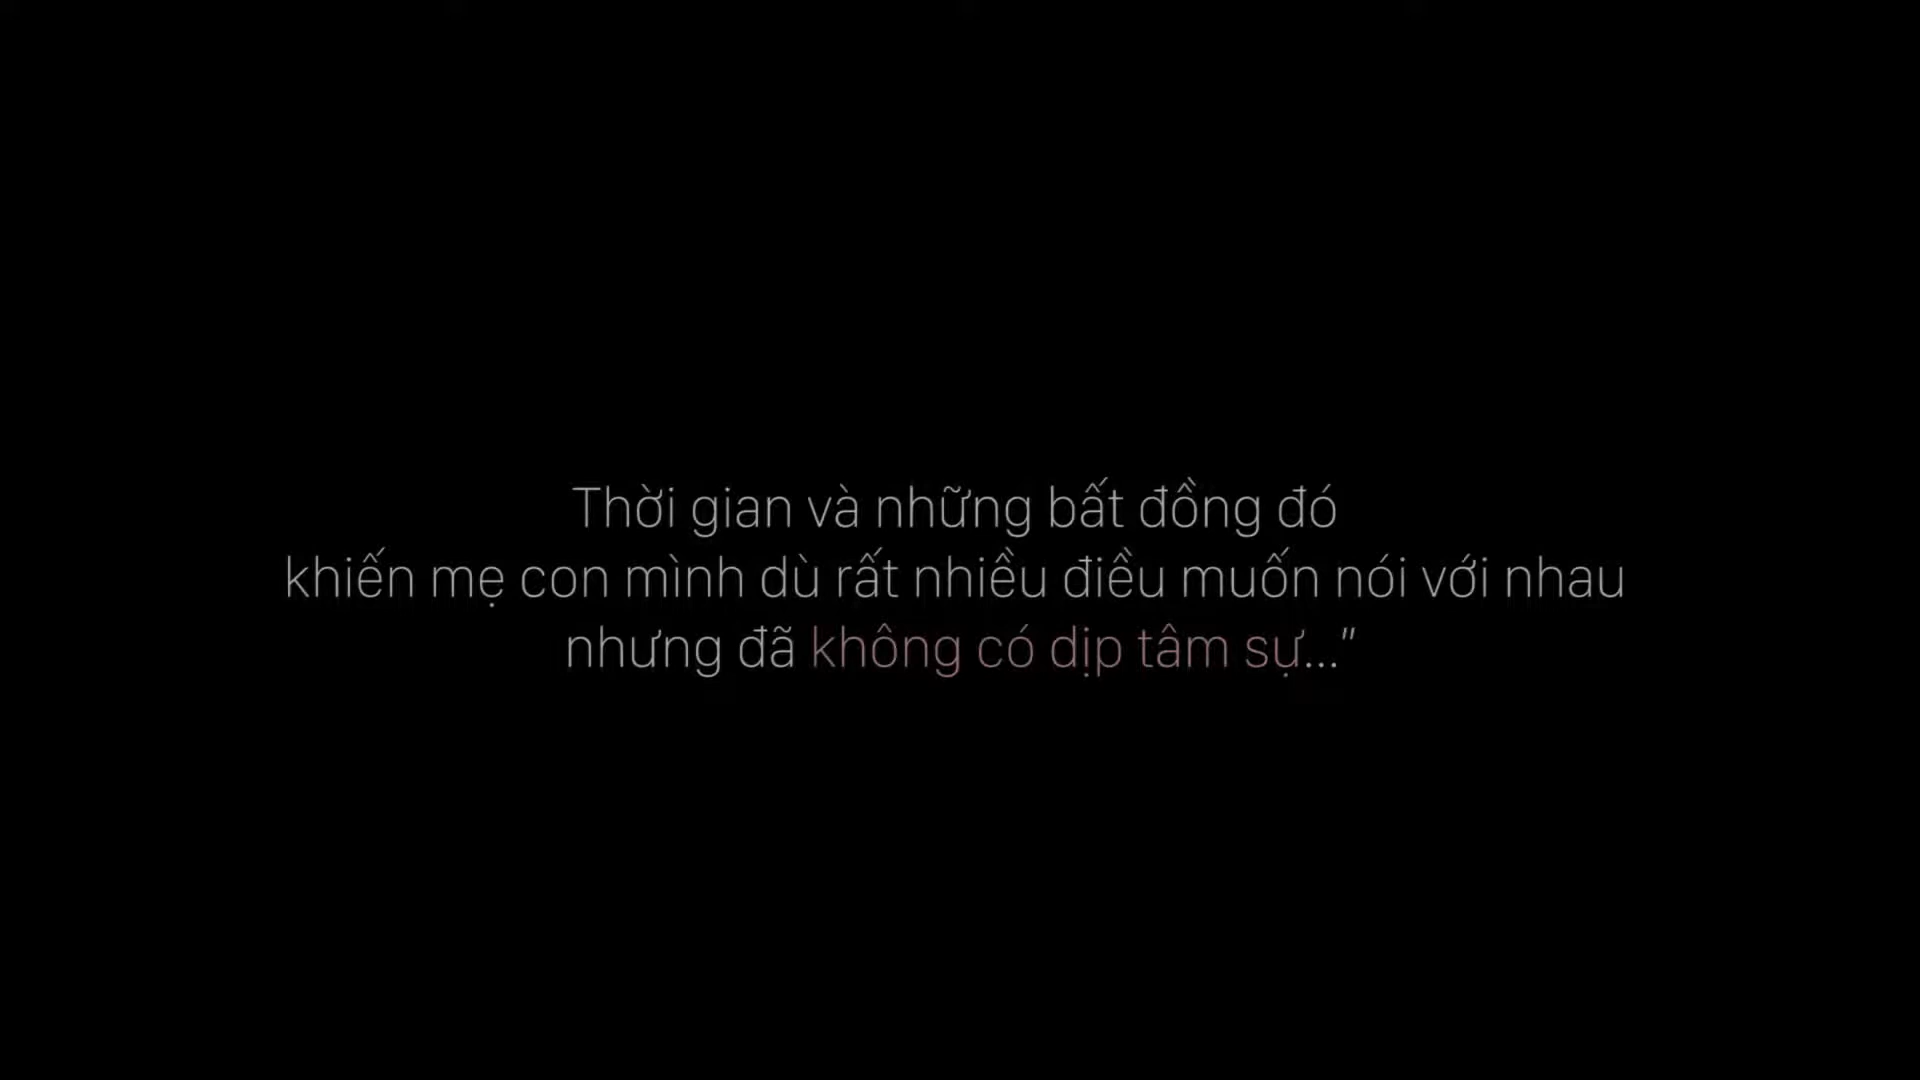 Thời gian và những bất đồng đó
khiến mẹ con mình dù rất nhiều điều muốn nói với nhau
nhưng đã không có dịp tâm sự..."